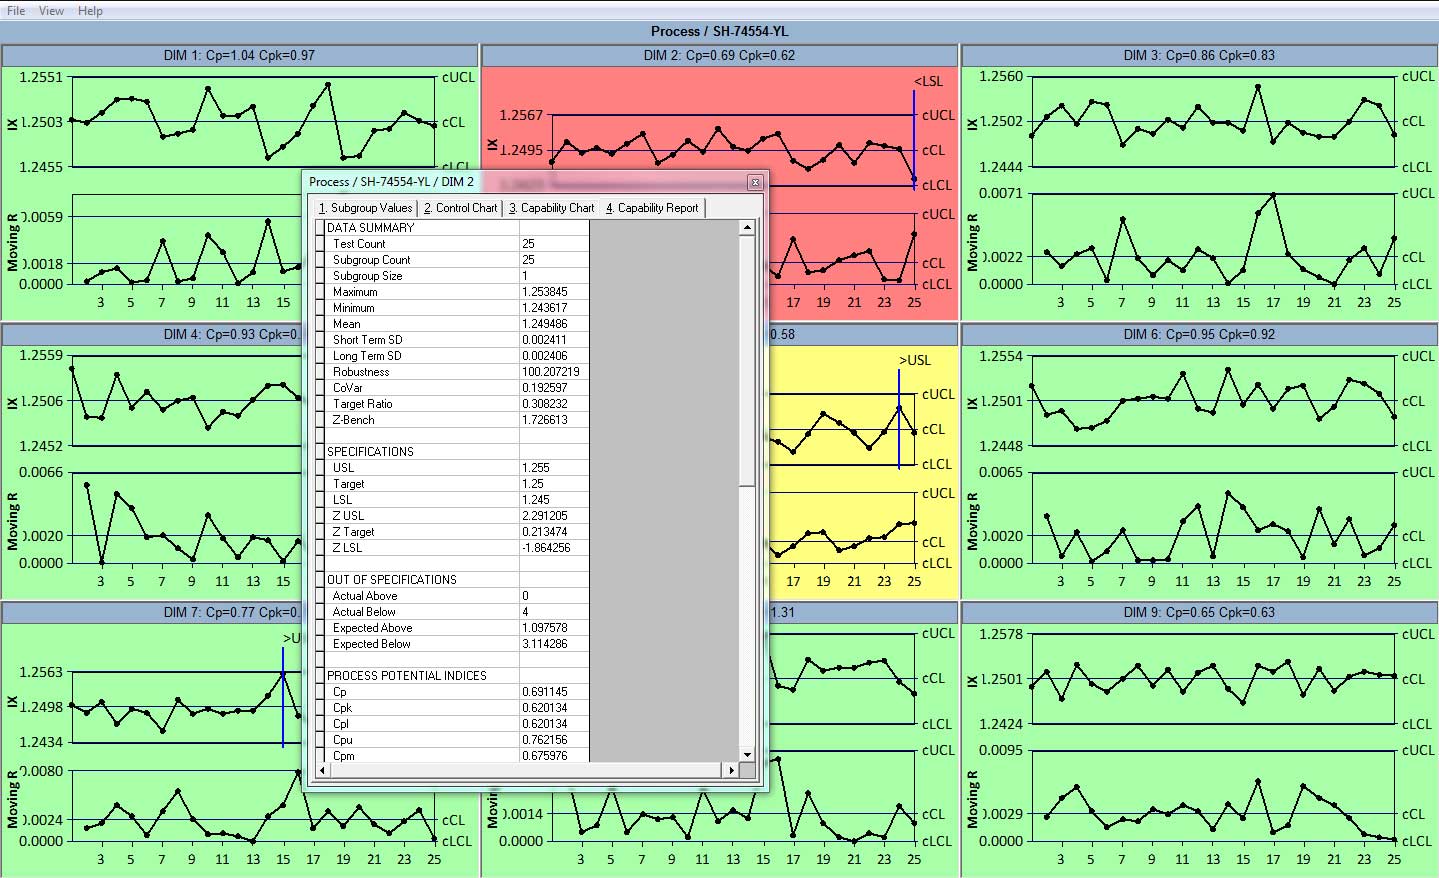 File View Help
Process / SH-74554-YL
DIM 1: Cp=1.04 Cpk=0.97
1.2551
cUCL
IX
1.2503
cCL
1.2455
cLCL
0.0059
Moving R
0.0018
0.0000
3 5 7 9 11 13 15
DIM 2: Cp=0.69 Cpk=0.62
<LSL
1.2567
cUCL
IX
1.2495
cCL
cLCL
cUCL
cCL
cLCL
17 19 21 23 25
DIM 3: Cp=0.86 Cpk=0.83
1.2560
cUCL
IX
1.2502
cCL
1.2444
cLCL
0.0071
cUCL
Moving R
0.0022
cCL
0.0000
cLCL
3 5 7 9 11 13 15 17 19 21 23 25
Process / SH-74554-YL / DIM 2
1. Subgroup Values 2. Control Chart 3. Capability Chart 4. Capability Report
DATA SUMMARY
Test Count 25
Subgroup Count 25
Subgroup Size 1
Maximum 1.253845
Minimum 1.243617
Mean 1.249486
Short Term SD 0.002411
Long Term SD 0.002406
Robustness 100.207219
CoVar 0.192597
Target Ratio 0.308232
Z-Bench 1.726613
SPECIFICATIONS
USL 1.255
Target 1.25
LSL 1.245
Z USL 2.291205
Z Target 0.213474
Z LSL -1.864256
OUT OF SPECIFICATIONS
Actual Above 0
Actual Below 4
Expected Above 1.097578
Expected Below 3.114286
PROCESS POTENTIAL INDICES
Cp 0.691145
Cpk 0.620134
Cpl 0.620134
Cpu 0.762156
Cpm 0.675976
DIM 4: Cp=0.93 Cpk=0.
1.2559
IX
1.2506
1.2452
0.0066
Moving R
0.0020
0.0000
3 5 7 9 11 13 15
0.58
>USL
cUCL
cCL
cLCL
cUCL
cCL
cLCL
17 19 21 23 25
DIM 6: Cp=0.95 Cpk=0.92
1.2554
cUCL
IX
1.2501
cCL
1.2448
cLCL
0.0065
cUCL
Moving R
0.0020
cCL
0.0000
cLCL
3 5 7 9 11 13 15 17 19 21 23 25
DIM 7: Cp=0.77 Cpk=0.
>U
1.2563
IX
1.2498
1.2434
0.0080
Moving R
0.0024
cCL
0.0000
cLCL
3 5 7 9 11 13 15 17 19 21 23 25
1.31
cUCL
cCL
cLCL
cUCL
Moving R
0.0014
cCL
0.0000
cLCL
3 5 7 9 11 13 15 17 19 21 23 25
DIM 9: Cp=0.65 Cpk=0.63
1.2578
cUCL
IX
1.2501
cCL
1.2424
cLCL
0.0095
cUCL
Moving R
0.0029
cCL
0.0000
cLCL
3 5 7 9 11 13 15 17 19 21 23 25